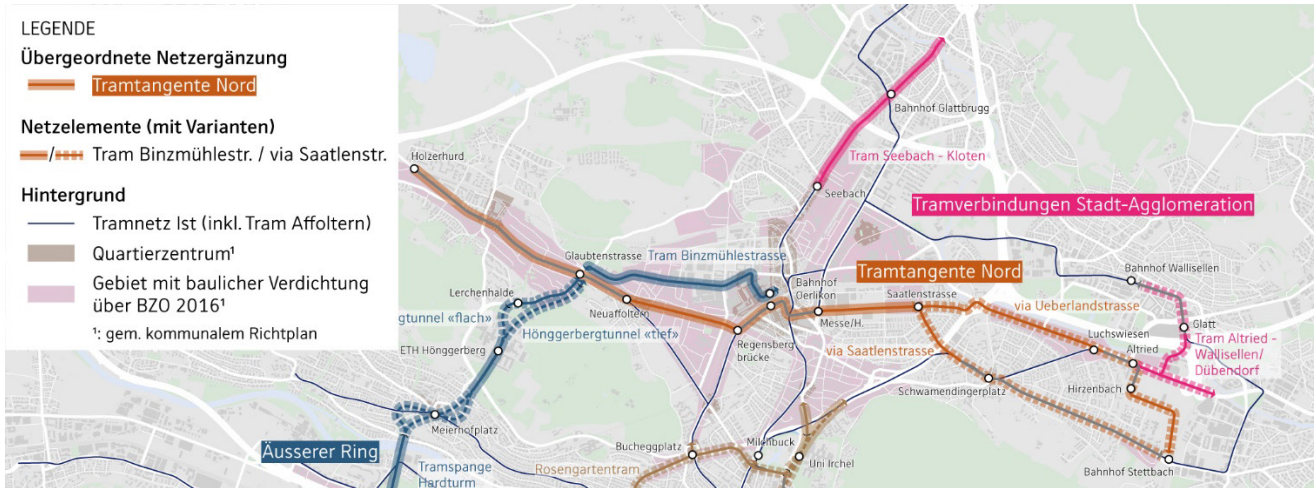 LEGENDE
Übergeordnete Netzergänzung
Tramtangente Nord
Netzelemente (mit Varianten)
/ Tram Binzmühlestr. / via Saatlenstr.
Hintergrund
Tramnetz Ist (inkl. Tram Affoltern)
Quartierzentrum¹
Gebiet mit baulicher Verdichtung
über BZO 2016¹
¹: gem. kommunalem Richtplan
Holzerhurd
Bahnhof Glattbrugg
Tram Seebach - Kloten
Seebach
Tramverbindungen Stadt-Agglomeration
Glaubtenstrasse
Tram Binzmühlestrasse
Bahnhof
Oerlikon
Tramtangente Nord
Bahnhof Wallisellen
Lerchenhalde
Neuaffoltern
Saatlenstrasse
via Ueberlandstrasse
gtunnel «flach»
Hönggerbergtunnel «tief»
Messe/H.
Regensberg
brücke
Luchswiesen
Glatt
ETH Hönggerberg
via Saatlenstrasse
Altried
Tram Altried -
Wallisellen/
Dübendorf
Schwamendingerplatz
Hirzenbach
Meierhofplatz
Äusserer Ring
Bucheggplatz
Milchbuck
Uni Irchel
Bahnhof Stettbach
Tramspange
Hardturm
Rosengartentram